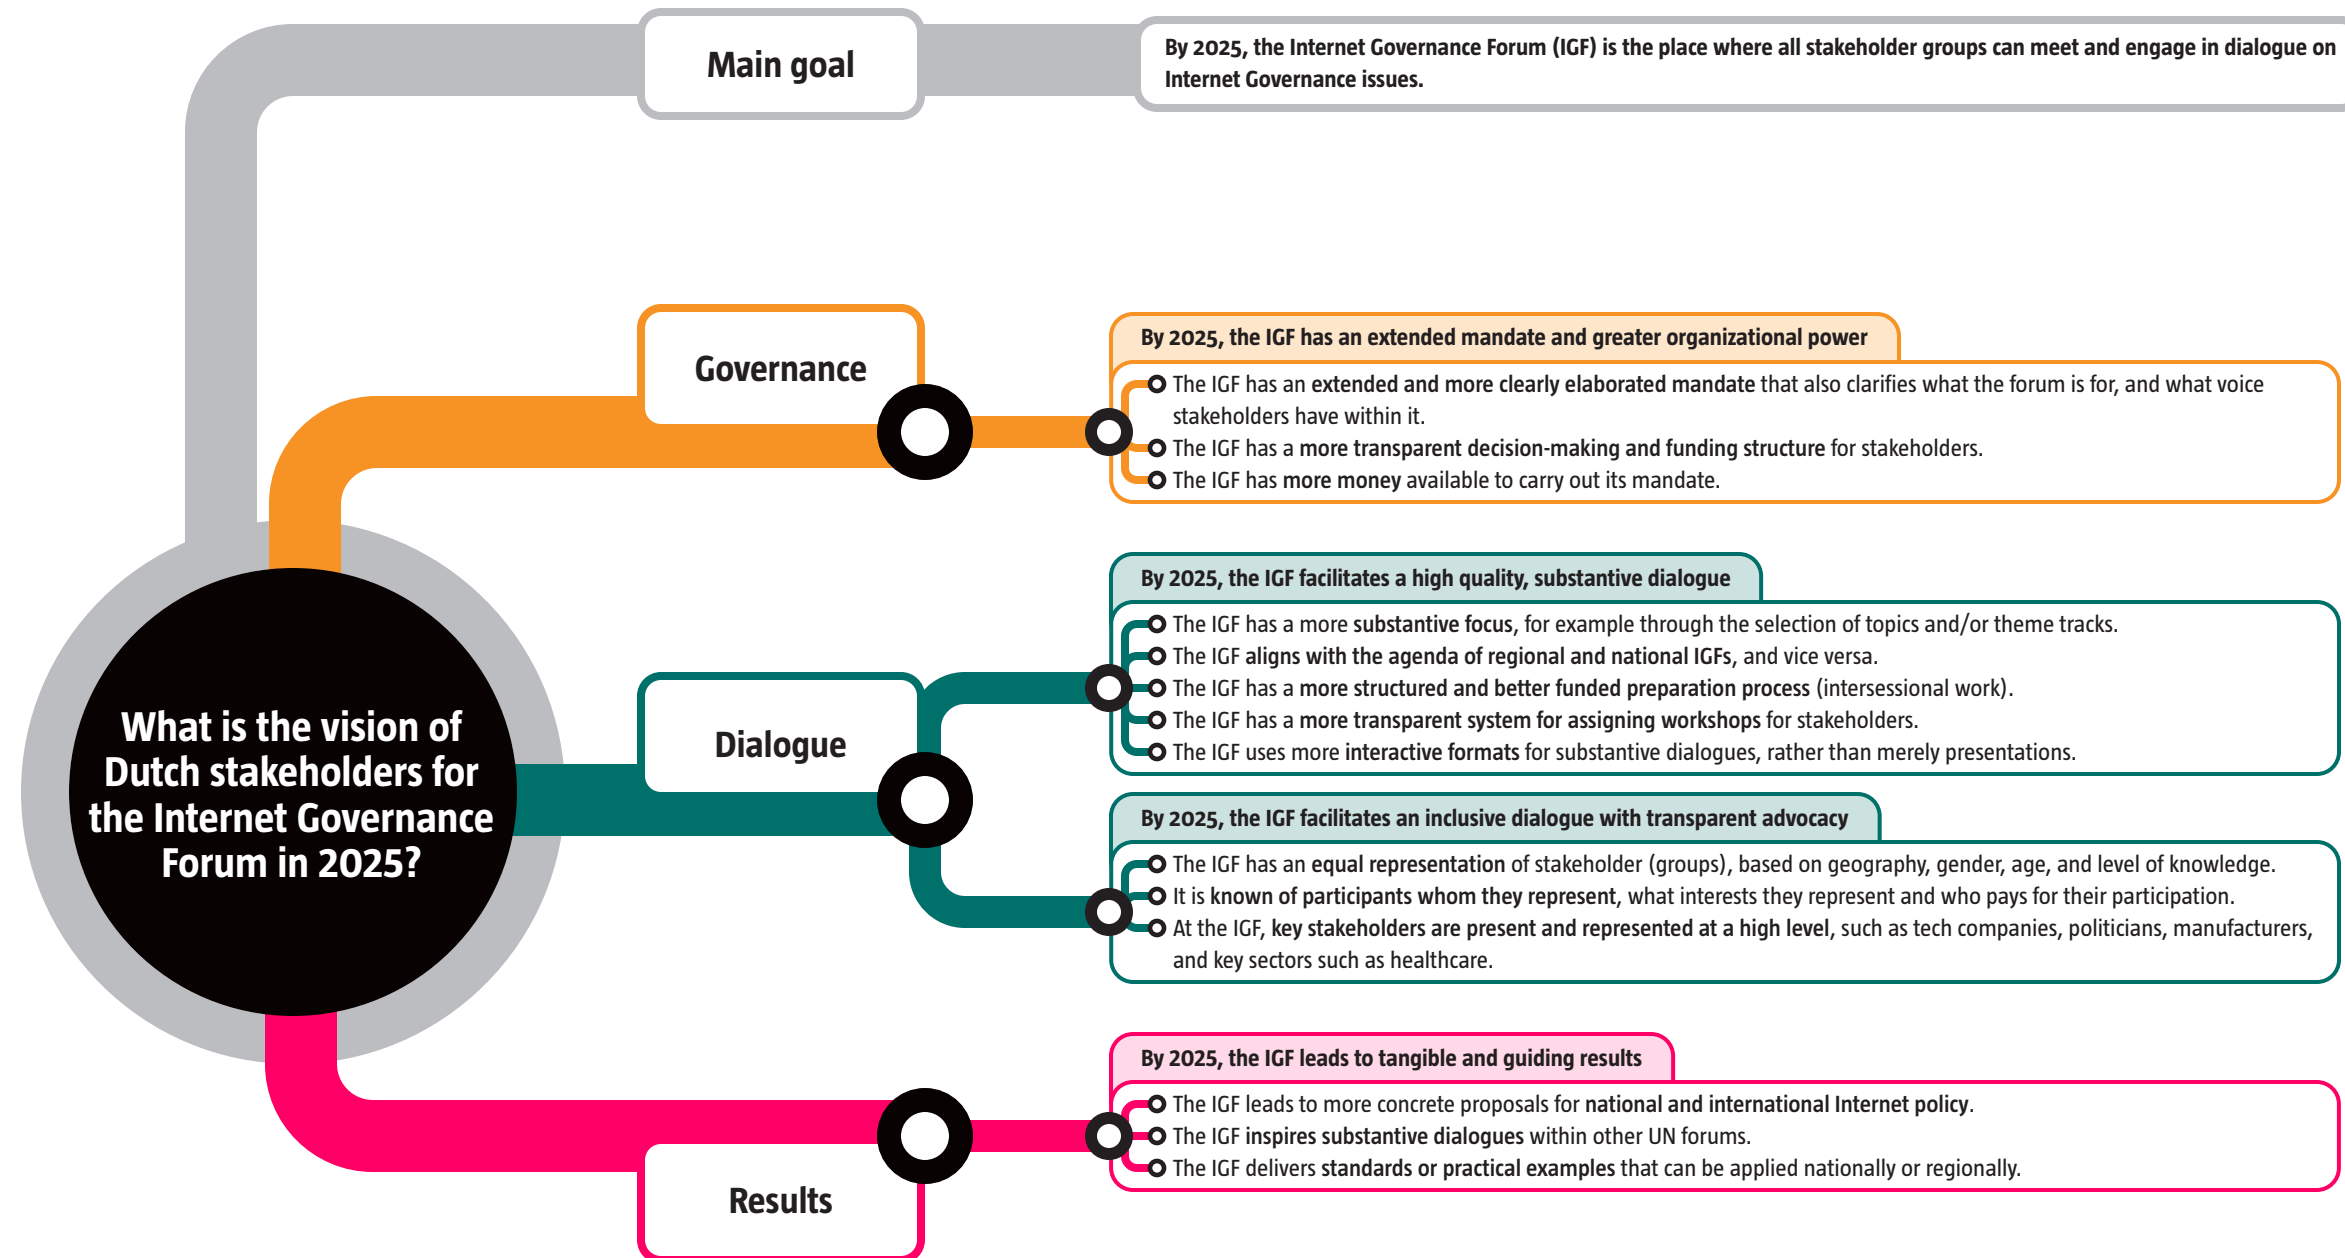 Main goal
By 2025, the Internet Governance Forum (IGF) is the place where all stakeholder groups can meet and engage in dialogue on
Internet Governance issues.
Governance
By 2025, the IGF has an extended mandate and greater organizational power
The IGF has an extended and more clearly elaborated mandate that also clarifies what the forum is for, and what voice
stakeholders have within it.
The IGF has a more transparent decision-making and funding structure for stakeholders.
The IGF has more money available to carry out its mandate.
What is the vision of
Dutch stakeholders for
the Internet Governance
Forum in 2025?
Dialogue
By 2025, the IGF facilitates a high quality, substantive dialogue
The IGF has a more substantive focus, for example through the selection of topics and/or theme tracks.
The IGF aligns with the agenda of regional and national IGFs, and vice versa.
The IGF has a more structured and better funded preparation process (intersessional work).
The IGF has a more transparent system for assigning workshops for stakeholders.
The IGF uses more interactive formats for substantive dialogues, rather than merely presentations.
By 2025, the IGF facilitates an inclusive dialogue with transparent advocacy
The IGF has an equal representation of stakeholder (groups), based on geography, gender, age, and level of knowledge.
It is known of participants whom they represent, what interests they represent and who pays for their participation.
At the IGF, key stakeholders are present and represented at a high level, such as tech companies, politicians, manufacturers,
and key sectors such as healthcare.
Results
By 2025, the IGF leads to tangible and guiding results
The IGF leads to more concrete proposals for national and international Internet policy.
The IGF inspires substantive dialogues within other UN forums.
The IGF delivers standards or practical examples that can be applied nationally or regionally.